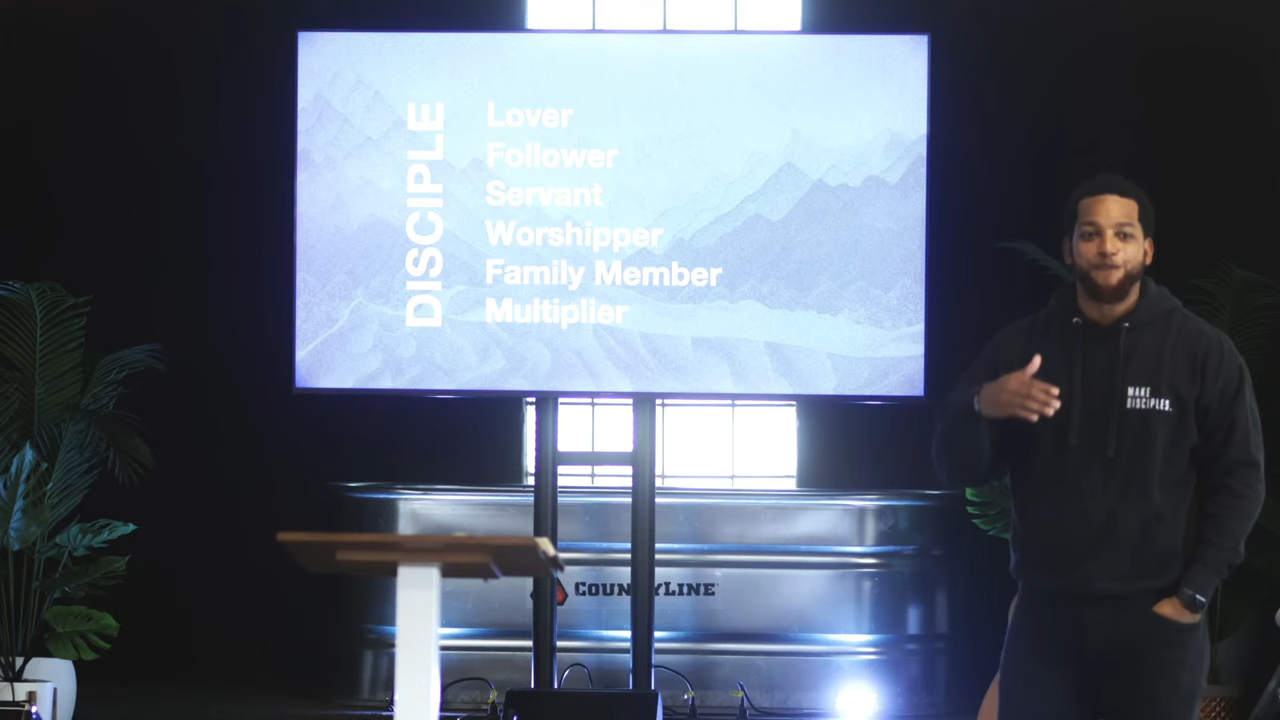 DISCIPLE
Lover
Follower
Servant
Worshipper
Family Member
Multiplier
MAKE
DISCIPLES.